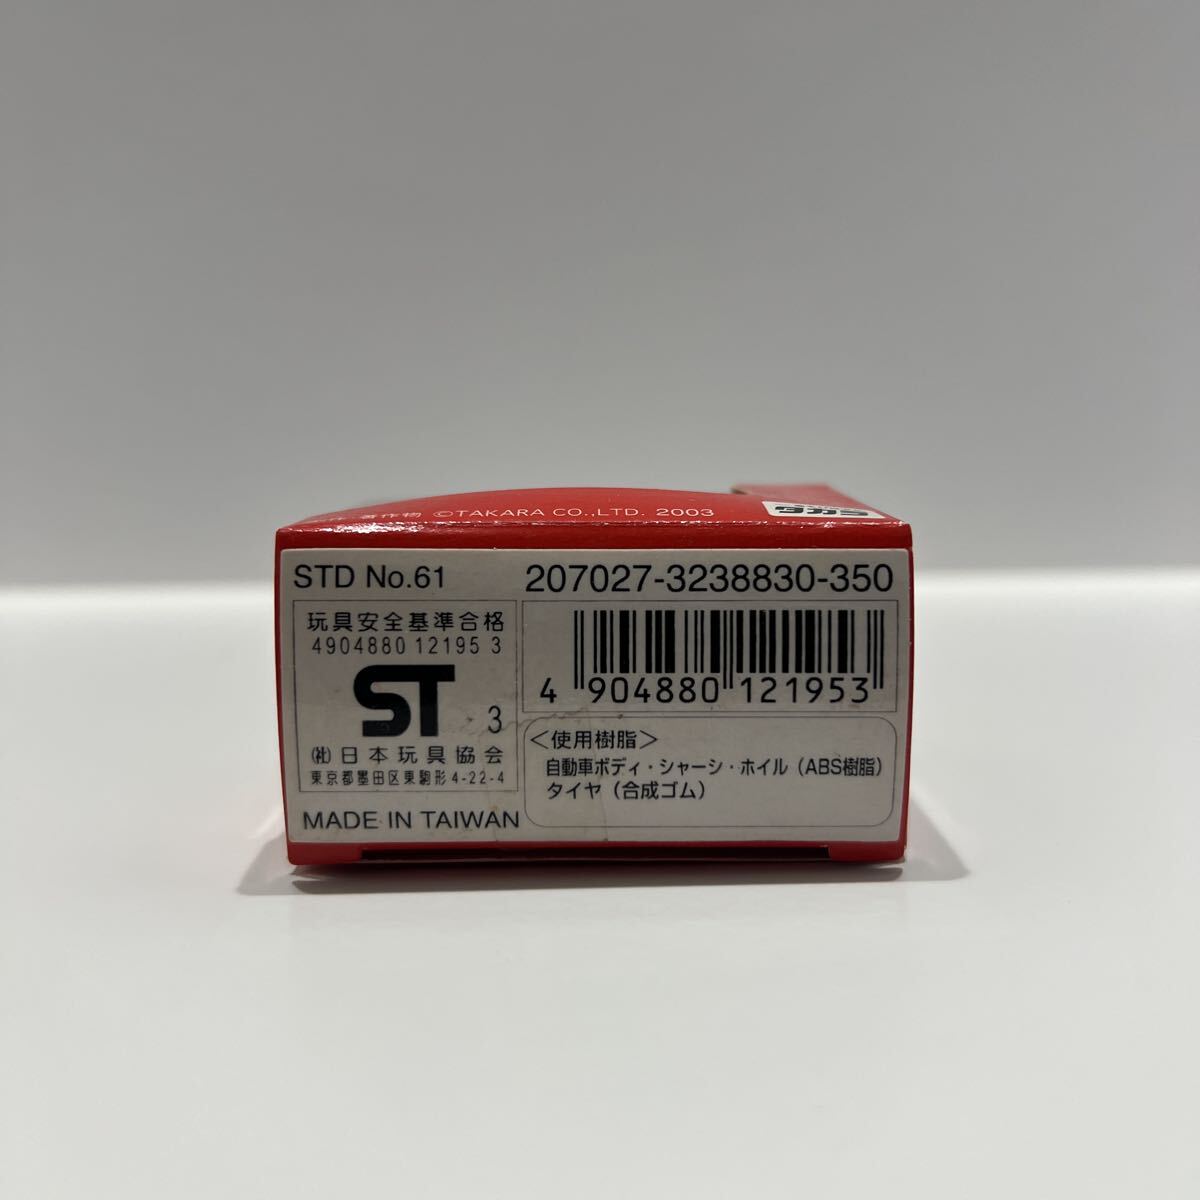 著作物 ©TAKARA CO.,LTD. 2003
タカラ
STD No.61
207027-3238830-350
玩具安全基準合格
4904880 12195 3
ST 3
(社)日本玩具協会
東京都墨田区東駒形4-22-4
MADE IN TAIWAN
4 904880 121953
<使用樹脂>
自動車ボディ・シャーシ・ホイル(ABS樹脂)
タイヤ(合成ゴム)